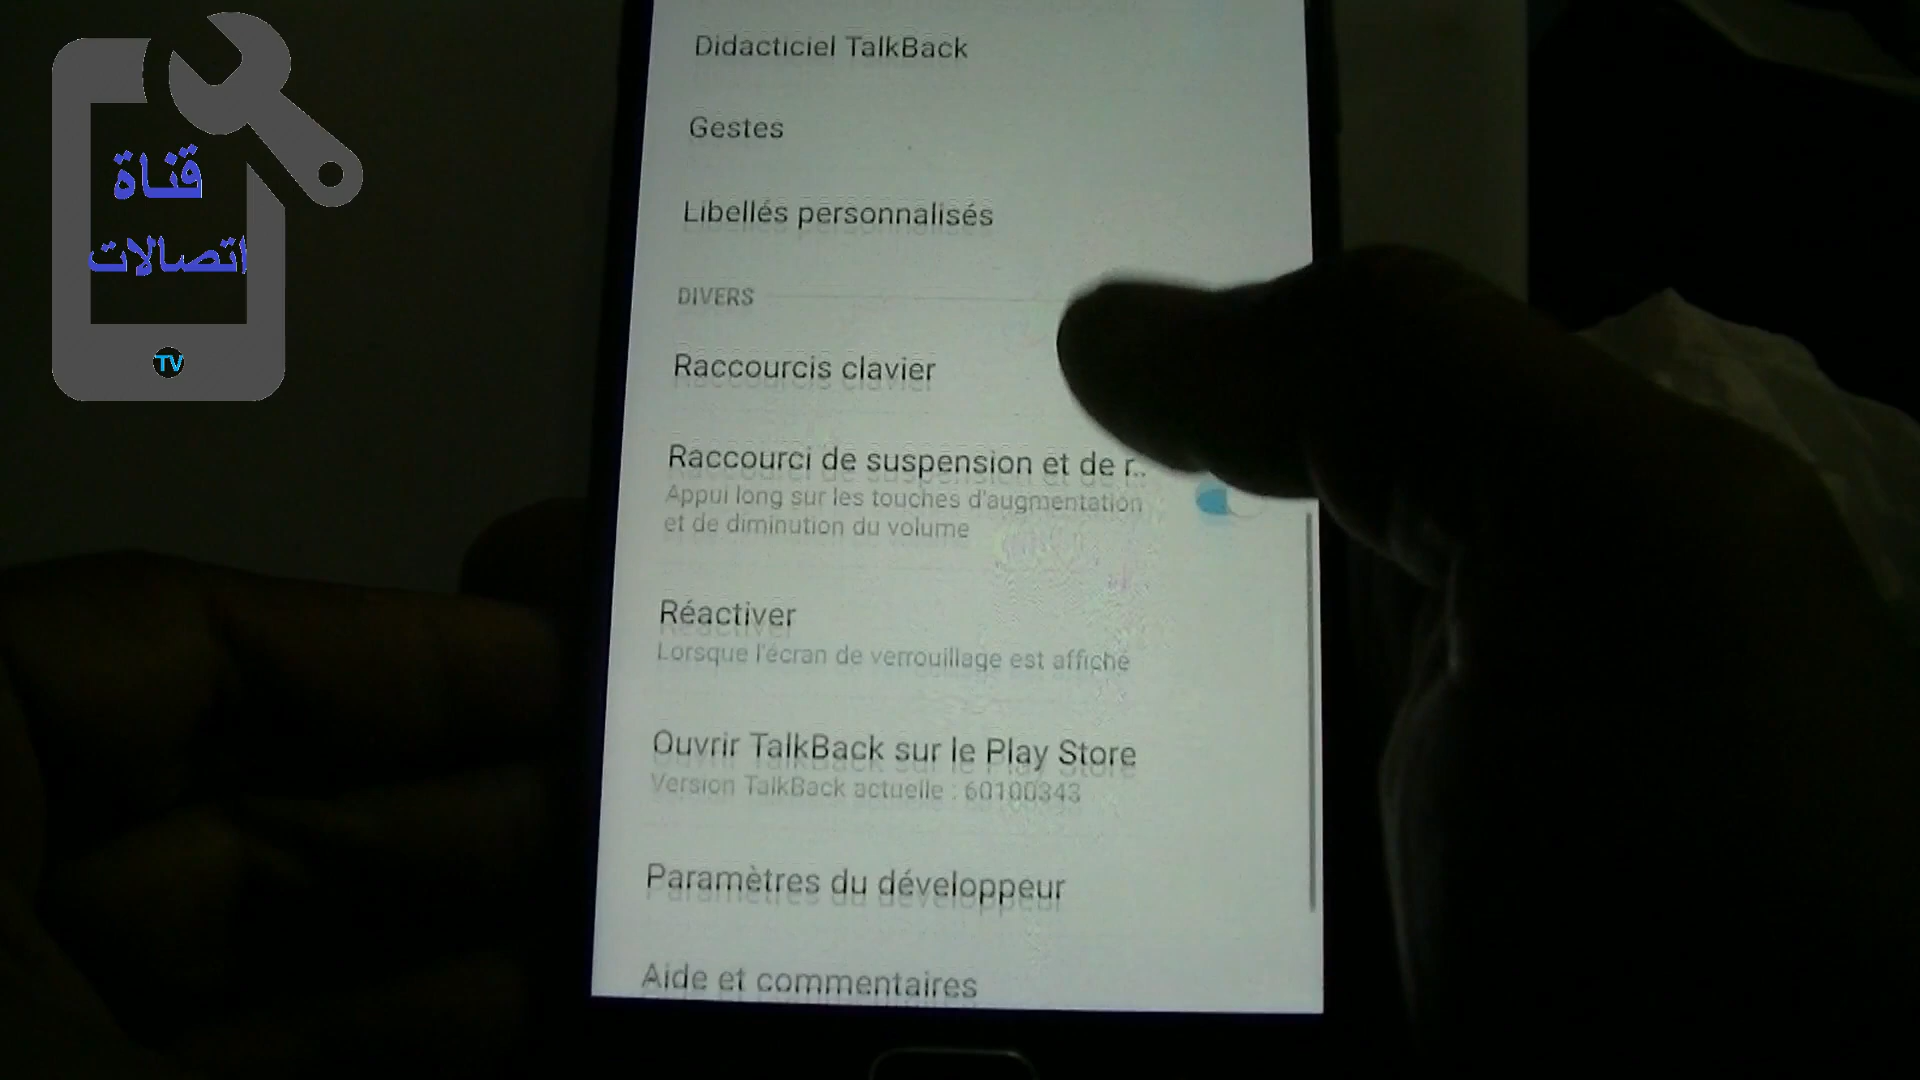 قناة
اتصالات
TV
Didacticiel TalkBack
Gestes
Libellés personnalisés
DIVERS
Raccourcis clavier
Raccourci de suspension et de r..
Appui long sur les touches d'augmentation
et de diminution du volume
Réactiver
Lorsque l'écran de verrouillage est affiché
Ouvrir TalkBack sur le Play Store
Version TalkBack actuelle : 60100343
Paramètres du développeur
Aide et commentaires